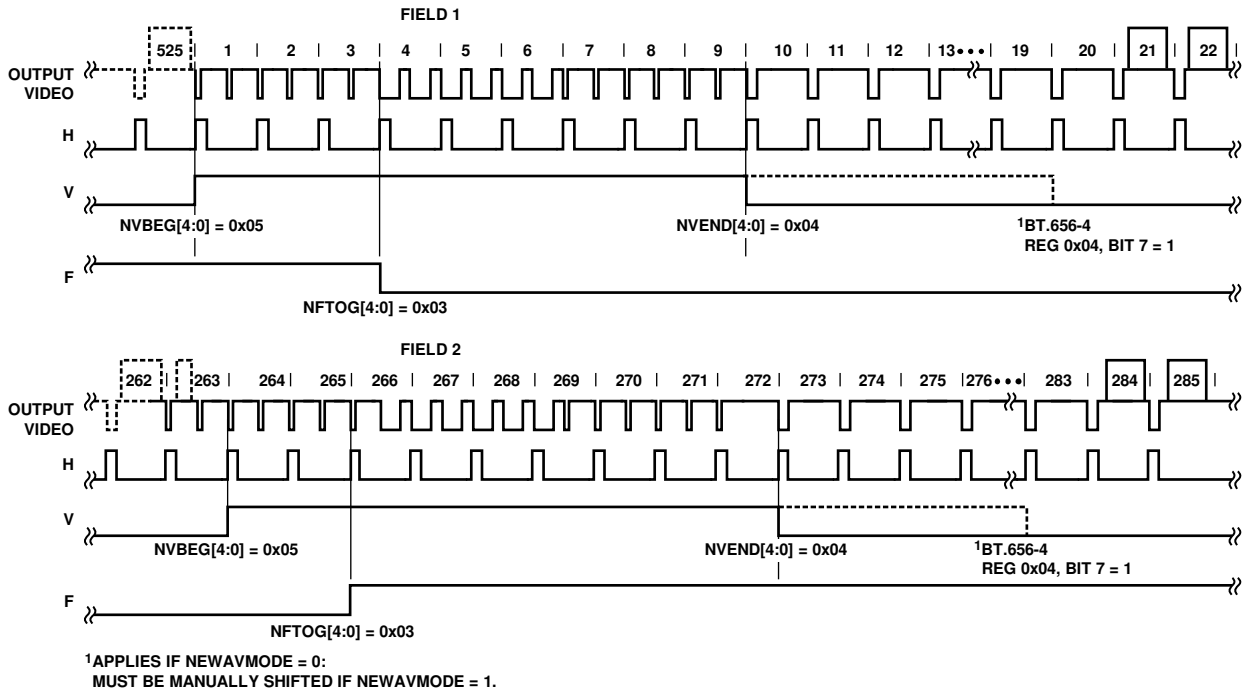 FIELD 1
525 1 2 3 4 5 6 7 8 9 10 11 12 13 19 20 21 22
OUTPUT
VIDEO
H
V
NVBEG[4:0] = 0x05 NVEND[4:0] = 0x04 1BT.656-4
REG 0x04, BIT 7 = 1
F
NFTOG[4:0] = 0x03
FIELD 2
262 263 264 265 266 267 268 269 270 271 272 273 274 275 276 283 284 285
OUTPUT
VIDEO
H
V
NVBEG[4:0] = 0x05 NVEND[4:0] = 0x04 1BT.656-4
REG 0x04, BIT 7 = 1
F
NFTOG[4:0] = 0x03
1APPLIES IF NEWAVMODE = 0:
MUST BE MANUALLY SHIFTED IF NEWAVMODE = 1.